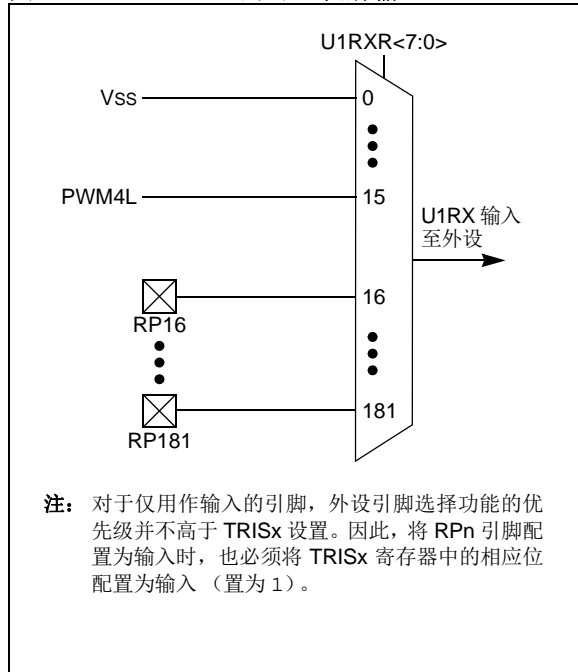 U1RXR<7:0>
Vss
0
PWM4L
15
U1RX 输入
至外设
16
RP16
181
RP181
注： 对于仅用作输入的引脚，外设引脚选择功能的优
先级并不高于 TRISx 设置。因此，将 RPn 引脚配
置为输入时，也必须将 TRISx 寄存器中的相应位
配置为输入 （置为 1）。